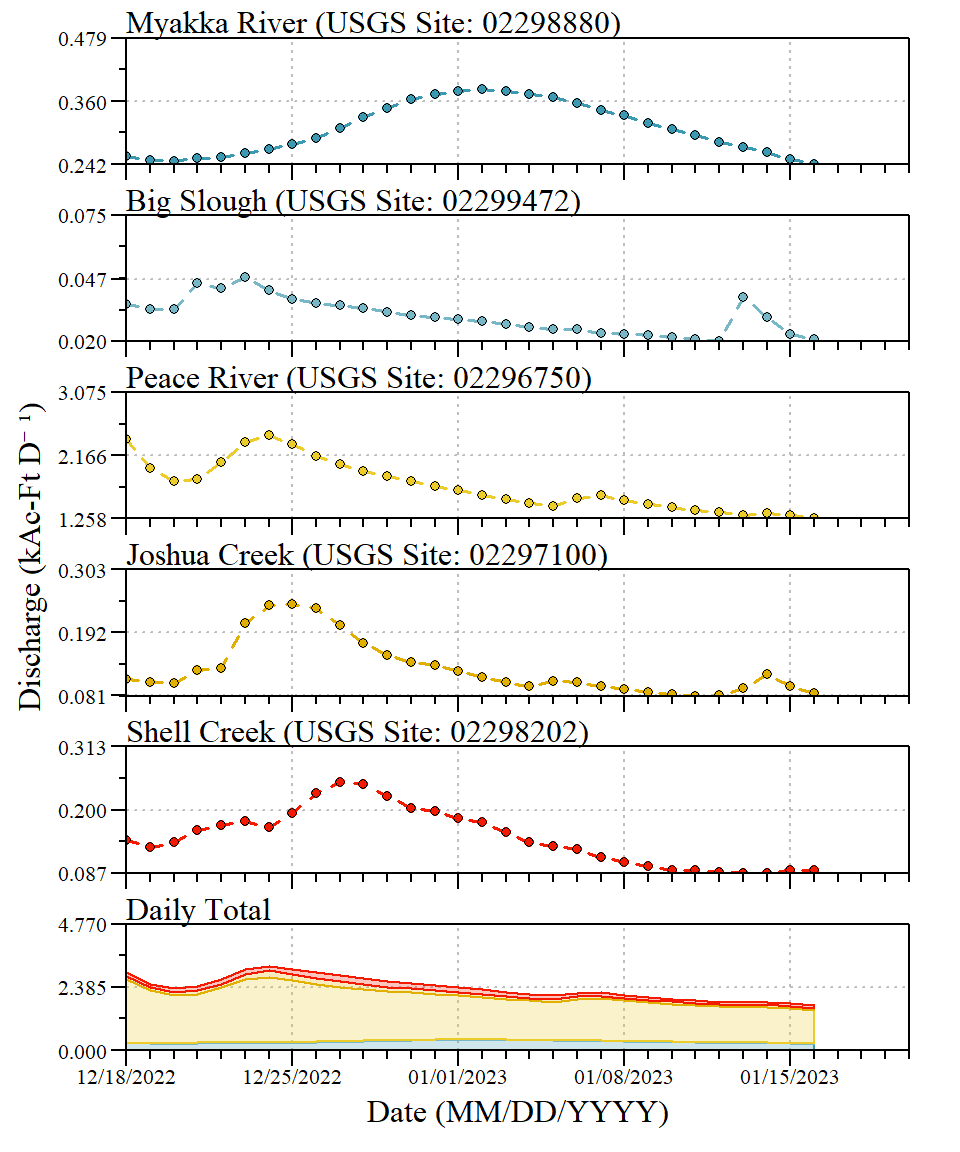 Myakka River (USGS Site: 02298880)
0.479
0.360
0.242
Big Slough (USGS Site: 02299472)
0.075
0.047
0.020
Peace River (USGS Site: 02296750)
3.075
2.166
1.258
Joshua Creek (USGS Site: 02297100)
0.303
0.192
0.081
Shell Creek (USGS Site: 02298202)
0.313
0.200
0.087
Daily Total
4.770
2.385
0.000
Discharge (kAc-Ft D⁻¹)
12/18/2022 12/25/2022 01/01/2023 01/08/2023 01/15/2023
Date (MM/DD/YYYY)